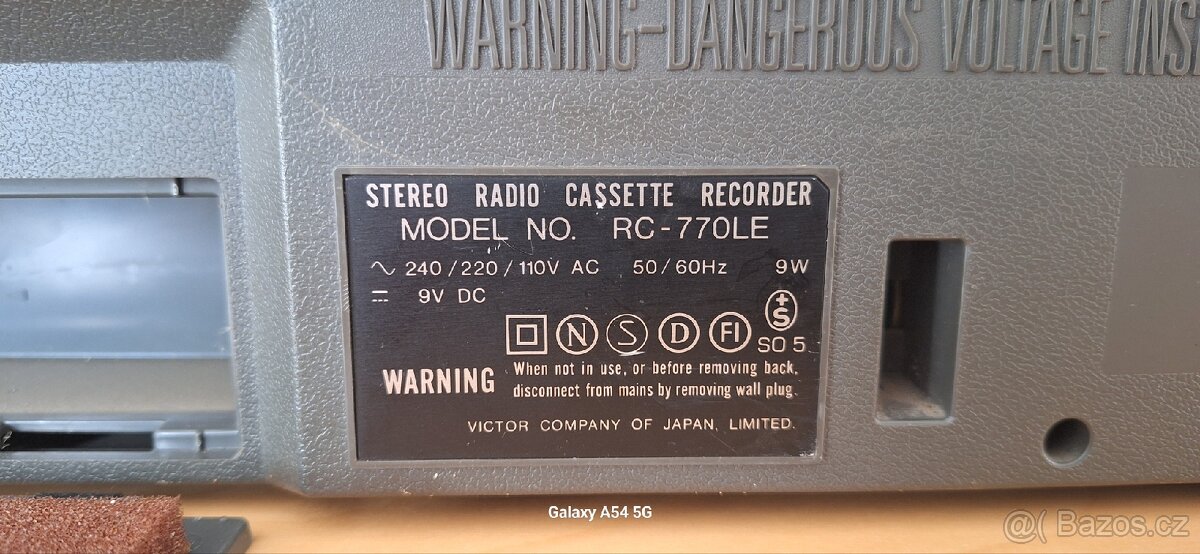 WARNING-DANGEROUS VOLTAGE
STEREO RADIO CASSETTE RECORDER
MODEL NO. RC-770LE
∿ 240/220/110V AC 50/60Hz 9W
⎓ 9V DC
N S D FI +S
SO 5
WARNING When not in use, or before removing back,
disconnect from mains by removing wall plug.
VICTOR COMPANY OF JAPAN, LIMITED.
Galaxy A54 5G
@( Bazos.cz